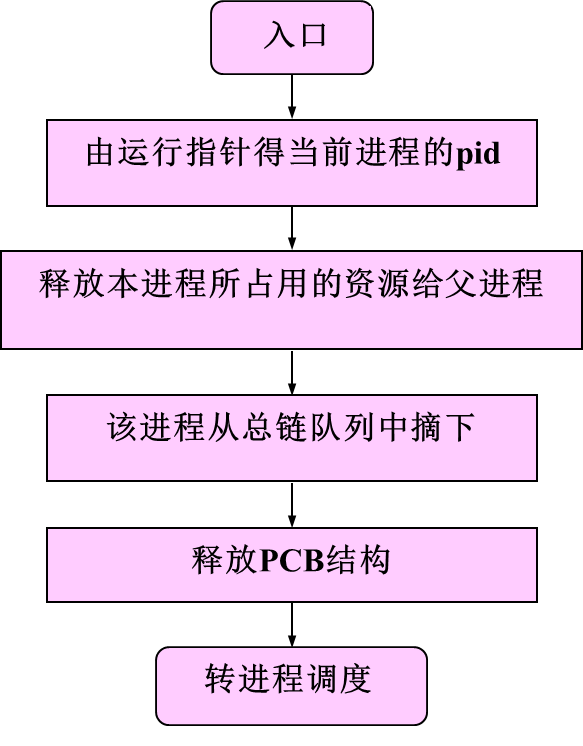 入口
由运行指针得当前进程的pid
释放本进程所占用的资源给父进程
该进程从总链队列中摘下
释放PCB结构
转进程调度